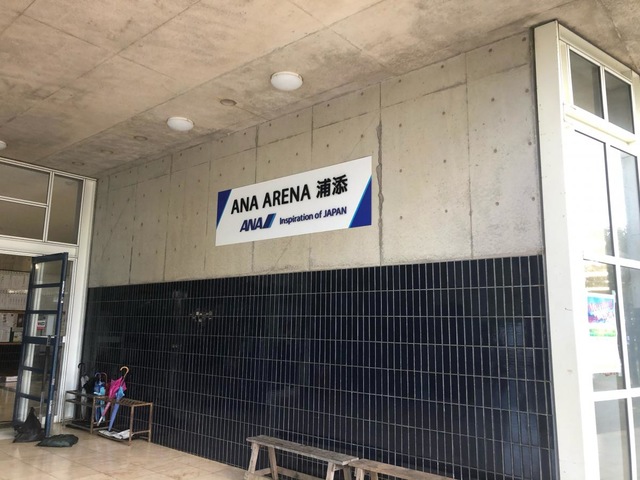 ANA ARENA 浦添
ANA Inspiration of JAPAN